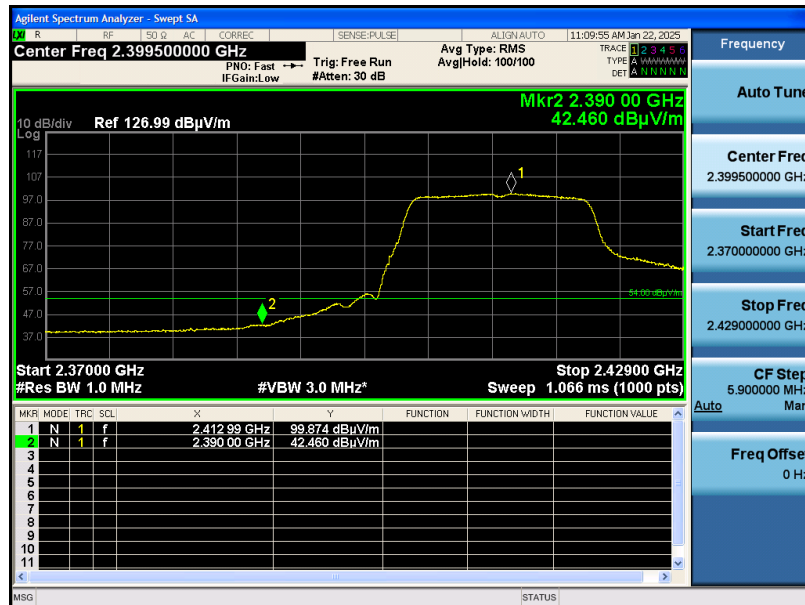 Agilent Spectrum Analyzer - Swept SA
LXI R RF 50 Ω AC CORREC SENSE:PULSE ALIGN AUTO 11:09:55 AM Jan 22, 2025
Center Freq 2.399500000 GHz
PNO: Fast
IFGain:Low
Trig: Free Run
#Atten: 30 dB
Avg Type: RMS
Avg|Hold: 100/100
TRACE 1 2 3 4 5 6
TYPE A WWWWW
DET A N N N N N
Mkr2 2.390 00 GHz
42.460 dBµV/m
10 dB/div Ref 126.99 dBµV/m
Log
117
107
97.0
87.0
77.0
67.0
57.0
47.0
37.0
1
2
54.00 dBµV/m
Start 2.37000 GHz Stop 2.42900 GHz
#Res BW 1.0 MHz #VBW 3.0 MHz* Sweep 1.066 ms (1000 pts)
MKR MODE TRC SCL X Y FUNCTION FUNCTION WIDTH FUNCTION VALUE
1 N 1 f 2.412 99 GHz 99.874 dBµV/m
2 N 1 f 2.390 00 GHz 42.460 dBµV/m
3
4
5
6
7
8
9
10
11
MSG STATUS
Frequency
Auto Tune
Center Freq
2.399500000 GHz
Start Freq
2.370000000 GHz
Stop Freq
2.429000000 GHz
CF Step
5.900000 MHz
Auto Man
Freq Offset
0 Hz